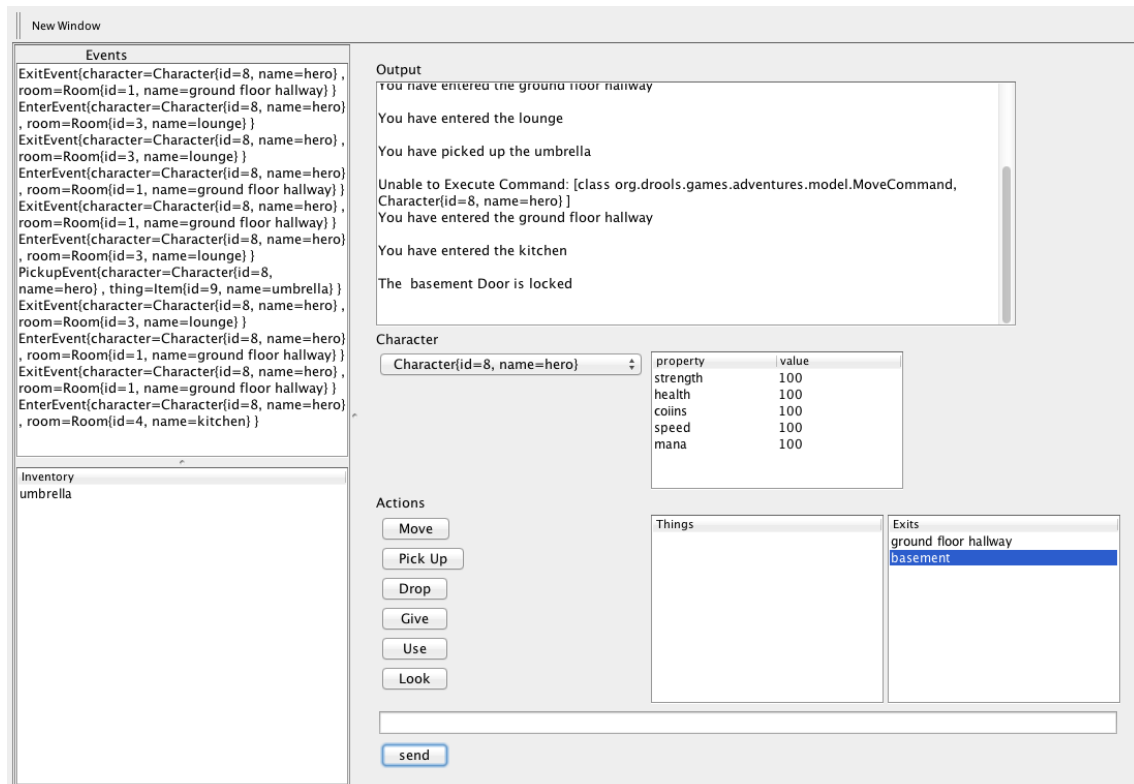 New Window
Events
ExitEvent{character=Character{id=8, name=hero} ,
room=Room{id=1, name=ground floor hallway} }
EnterEvent{character=Character{id=8, name=hero}
, room=Room{id=3, name=lounge} }
ExitEvent{character=Character{id=8, name=hero} ,
room=Room{id=3, name=lounge} }
EnterEvent{character=Character{id=8, name=hero}
, room=Room{id=1, name=ground floor hallway} }
ExitEvent{character=Character{id=8, name=hero} ,
room=Room{id=1, name=ground floor hallway} }
EnterEvent{character=Character{id=8, name=hero}
, room=Room{id=3, name=lounge} }
PickupEvent{character=Character{id=8,
name=hero} , thing=Item{id=9, name=umbrella} }
ExitEvent{character=Character{id=8, name=hero} ,
room=Room{id=3, name=lounge} }
EnterEvent{character=Character{id=8, name=hero}
, room=Room{id=1, name=ground floor hallway} }
ExitEvent{character=Character{id=8, name=hero} ,
room=Room{id=1, name=ground floor hallway} }
EnterEvent{character=Character{id=8, name=hero}
, room=Room{id=4, name=kitchen} }
Inventory
umbrella
Output
You have entered the ground floor hallway
You have entered the lounge
You have picked up the umbrella
Unable to Execute Command: [class org.drools.games.adventures.model.MoveCommand,
Character{id=8, name=hero} ]
You have entered the ground floor hallway
You have entered the kitchen
The  basement Door is locked
Character
Character{id=8, name=hero}
property value
strength 100
health 100
coiins 100
speed 100
mana 100
Actions
Move
Pick Up
Drop
Give
Use
Look
Things
Exits
ground floor hallway
basement
send